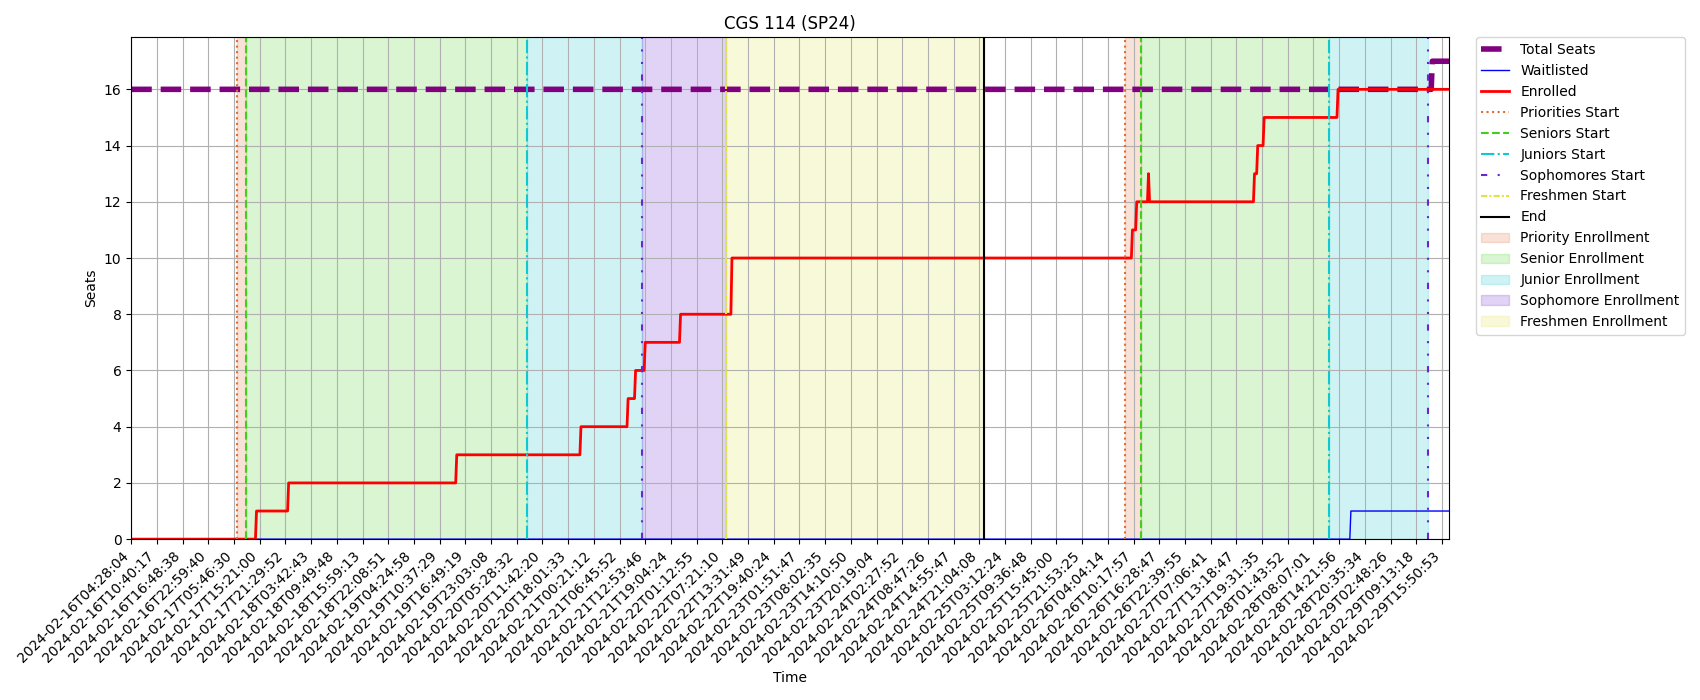 CGS 114 (SP24)
Seats
16
14
12
10
8
6
4
2
0
2024-02-16T04:28:04
2024-02-16T10:40:17
2024-02-16T16:48:38
2024-02-16T22:59:40
2024-02-17T05:46:30
2024-02-17T15:21:00
2024-02-17T21:29:52
2024-02-18T03:42:43
2024-02-18T09:49:48
2024-02-18T15:59:13
2024-02-18T22:08:51
2024-02-19T04:24:58
2024-02-19T10:37:29
2024-02-19T16:49:19
2024-02-19T23:03:08
2024-02-20T05:28:32
2024-02-20T11:42:20
2024-02-20T18:01:33
2024-02-21T00:21:12
2024-02-21T06:45:52
2024-02-21T12:53:46
2024-02-21T19:04:24
2024-02-22T01:12:55
2024-02-22T07:21:10
2024-02-22T13:31:49
2024-02-22T19:40:24
2024-02-23T01:51:47
2024-02-23T08:02:35
2024-02-23T14:10:50
2024-02-23T20:19:04
2024-02-24T02:27:52
2024-02-24T08:47:26
2024-02-24T14:55:47
2024-02-24T21:04:08
2024-02-25T03:12:24
2024-02-25T09:36:48
2024-02-25T15:45:00
2024-02-25T21:53:25
2024-02-26T04:04:14
2024-02-26T10:17:57
2024-02-26T16:28:47
2024-02-26T22:39:55
2024-02-27T07:06:41
2024-02-27T13:18:47
2024-02-27T19:31:35
2024-02-28T01:43:52
2024-02-28T08:07:01
2024-02-28T14:21:56
2024-02-28T20:35:34
2024-02-29T02:48:26
2024-02-29T09:13:18
2024-02-29T15:50:53
Time
Total Seats
Waitlisted
Enrolled
Priorities Start
Seniors Start
Juniors Start
Sophomores Start
Freshmen Start
End
Priority Enrollment
Senior Enrollment
Junior Enrollment
Sophomore Enrollment
Freshmen Enrollment